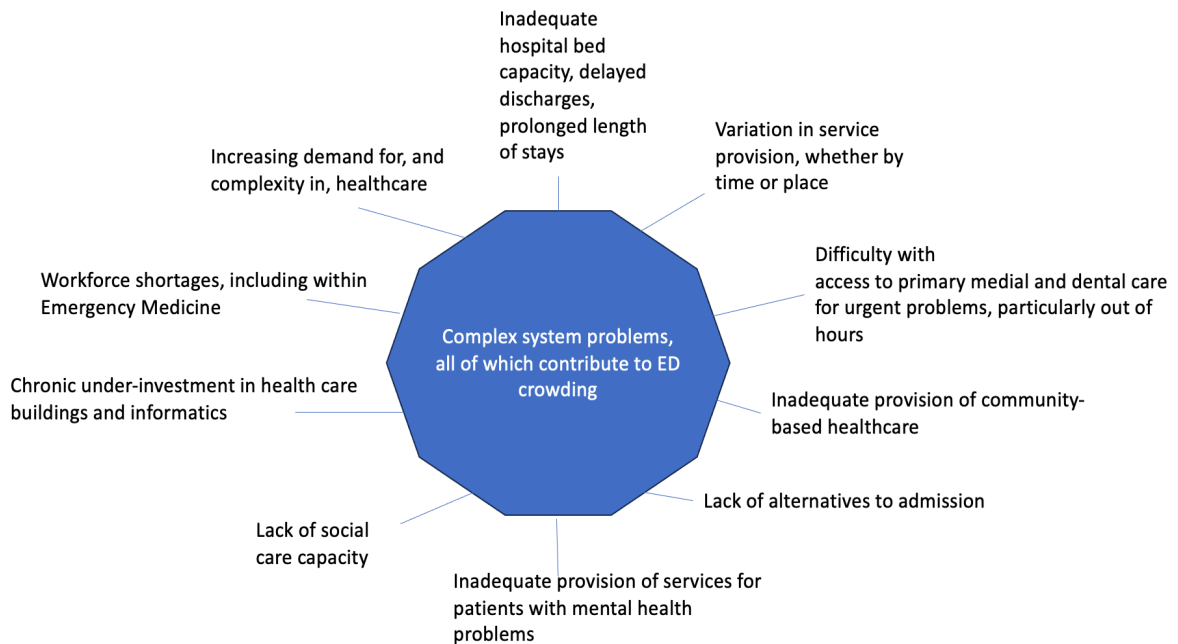 Inadequate
hospital bed
capacity, delayed
discharges,
prolonged length
of stays
Variation in service
provision, whether by
time or place
Increasing demand for, and
complexity in, healthcare
Difficulty with
access to primary medial and dental care
for urgent problems, particularly out of
hours
Workforce shortages, including within
Emergency Medicine
Complex system problems,
all of which contribute to ED
crowding
Chronic under-investment in health care
buildings and informatics
Inadequate provision of community-
based healthcare
Lack of alternatives to admission
Lack of social
care capacity
Inadequate provision of services for
patients with mental health
problems